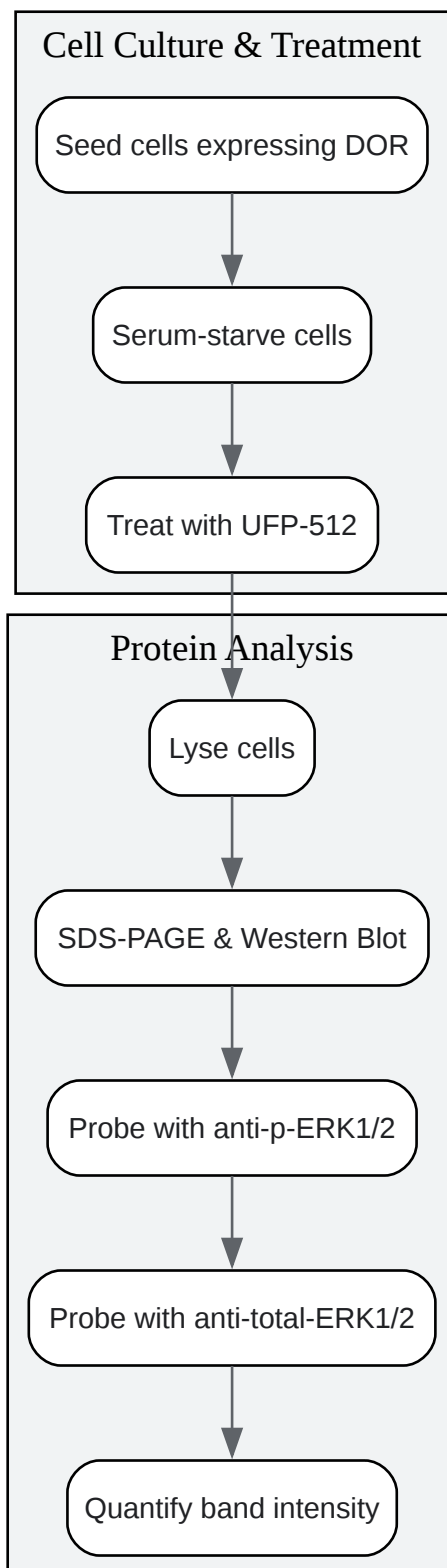 Cell Culture & Treatment
Seed cells expressing DOR
Serum-starve cells
Treat with UFP-512
Protein Analysis
Lyse cells
SDS-PAGE & Western Blot
Probe with anti-p-ERK1/2
Probe with anti-total-ERK1/2
Quantify band intensity